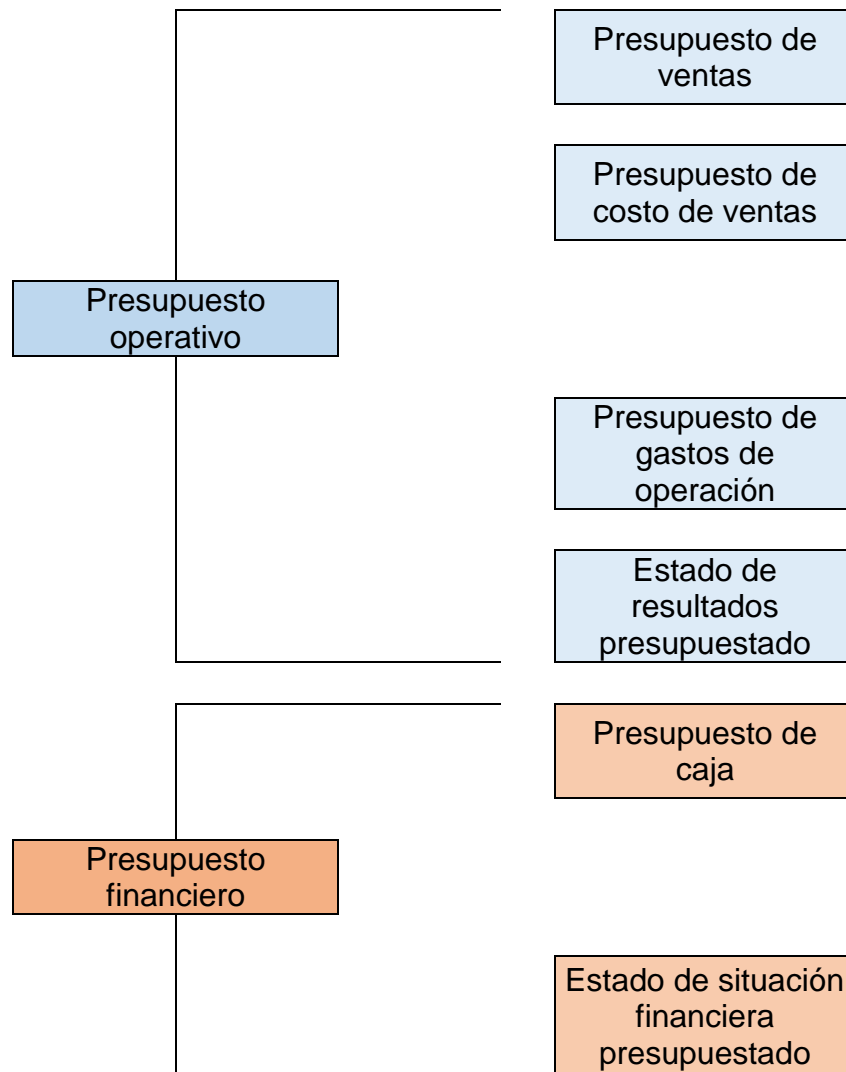 Presupuesto de
ventas
Presupuesto de
costo de ventas
Presupuesto
operativo
Presupuesto de
gastos de
operación
Estado de
resultados
presupuestado
Presupuesto de
caja
Presupuesto
financiero
Estado de situación
financiera
presupuestado